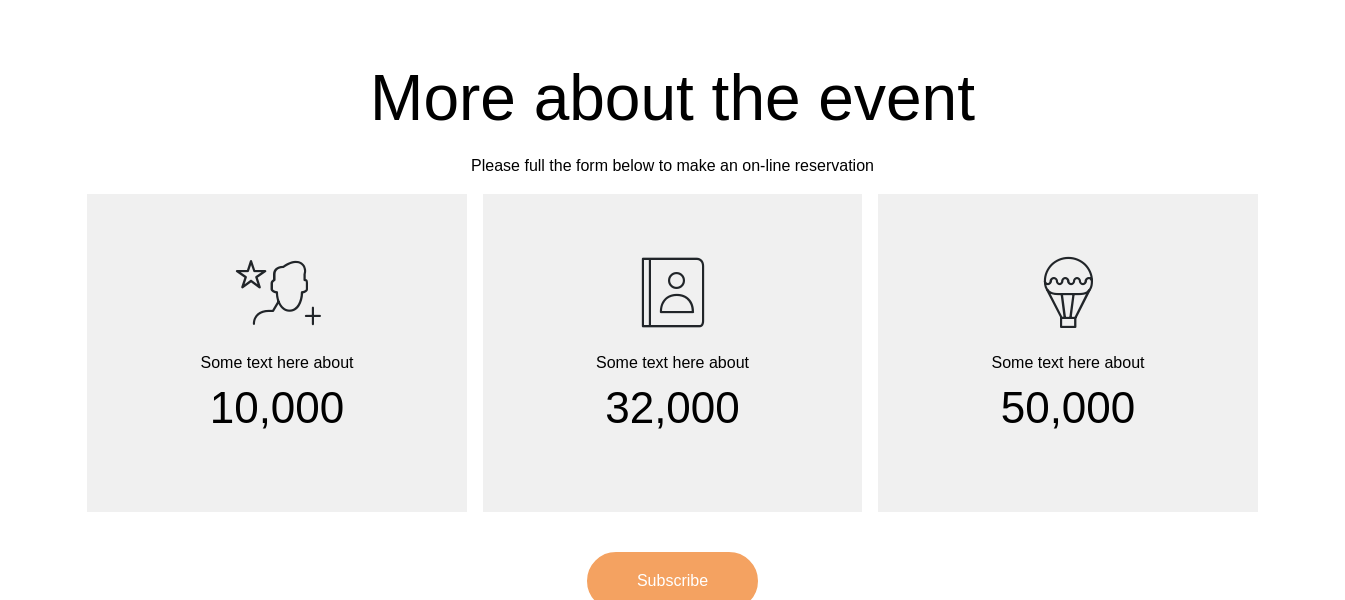 More about the event
Please full the form below to make an on-line reservation
Some text here about
10,000
Some text here about
32,000
Some text here about
50,000
Subscribe